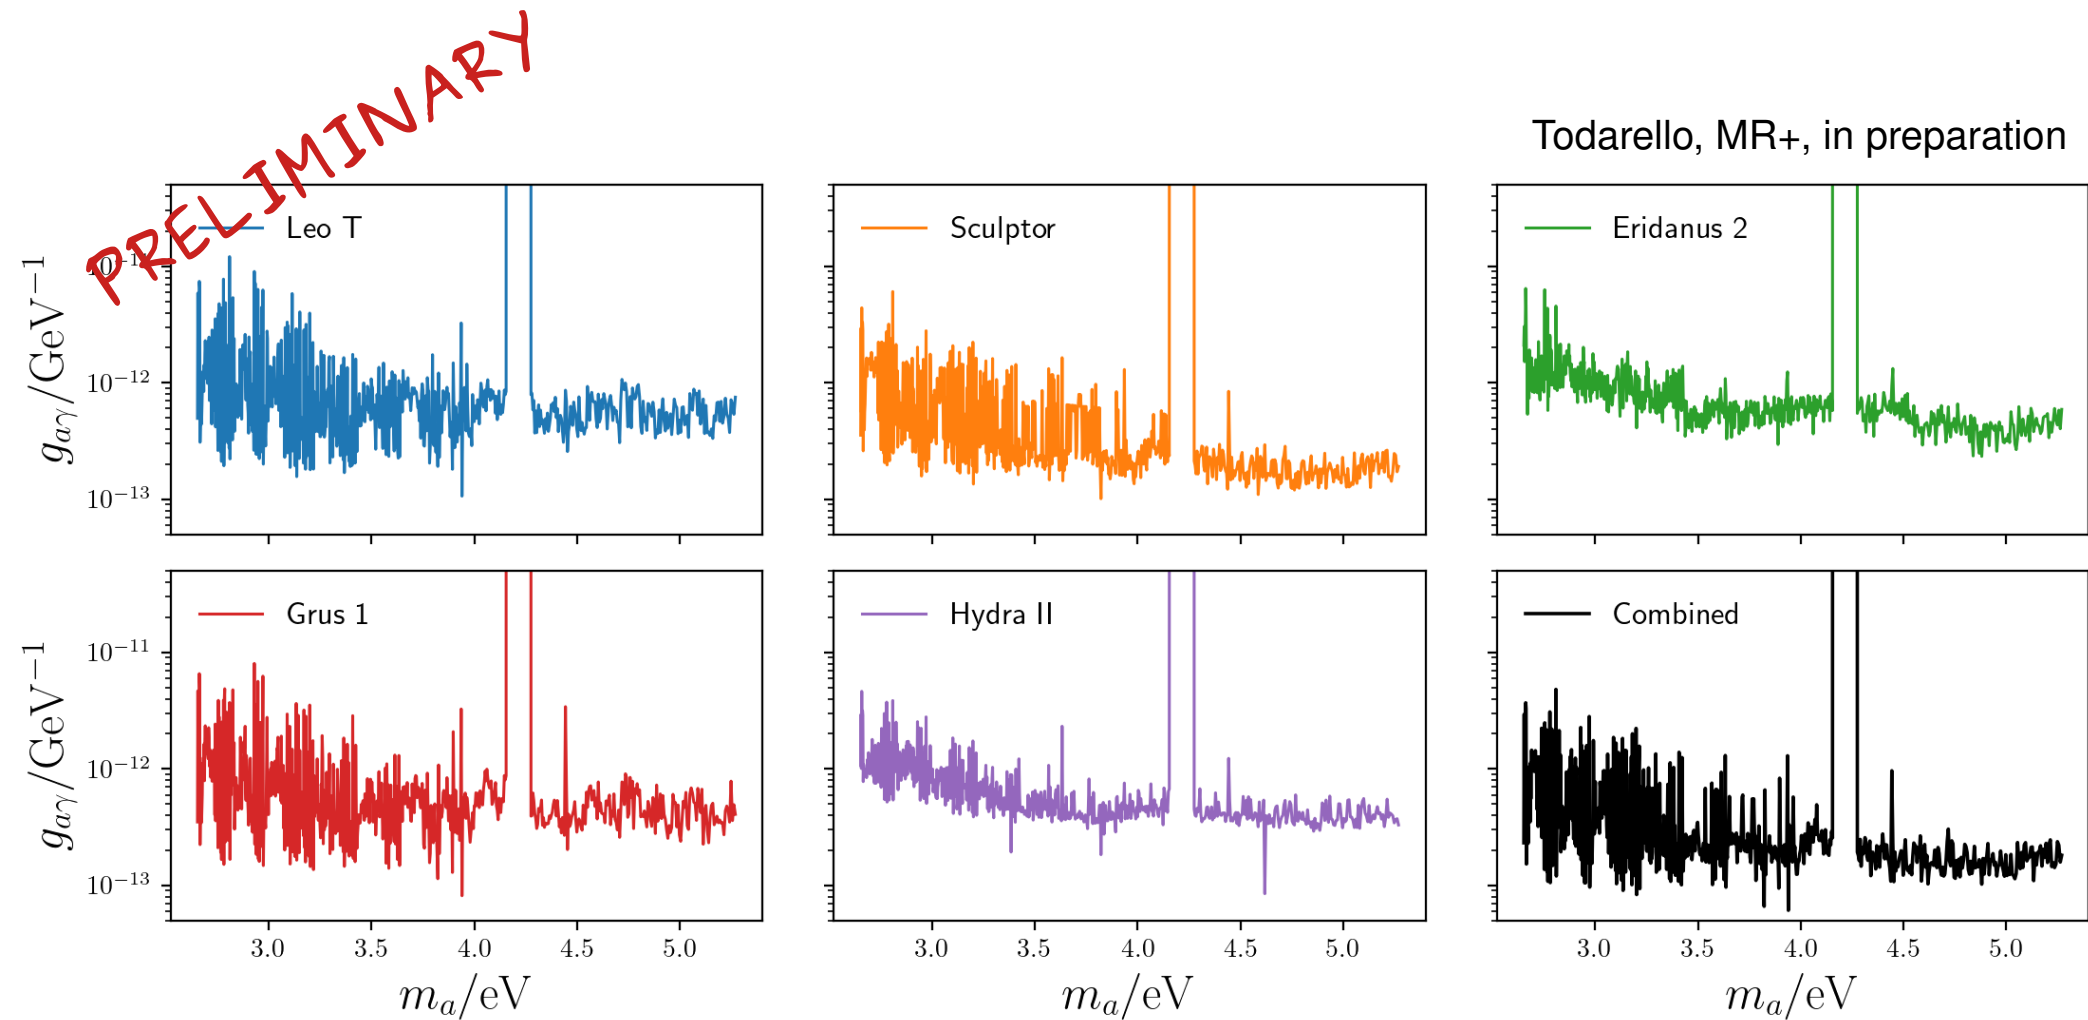 PRELIMINARY
Todarello, MR+, in preparation
Leo T
Sculptor
Eridanus 2
g_{aγ}/GeV^{−1}
10^{−11}
10^{−12}
10^{−13}
Grus 1
Hydra II
Combined
g_{aγ}/GeV^{−1}
10^{−11}
10^{−12}
10^{−13}
3.0 3.5 4.0 4.5 5.0
3.0 3.5 4.0 4.5 5.0
3.0 3.5 4.0 4.5 5.0
m_a/eV
m_a/eV
m_a/eV